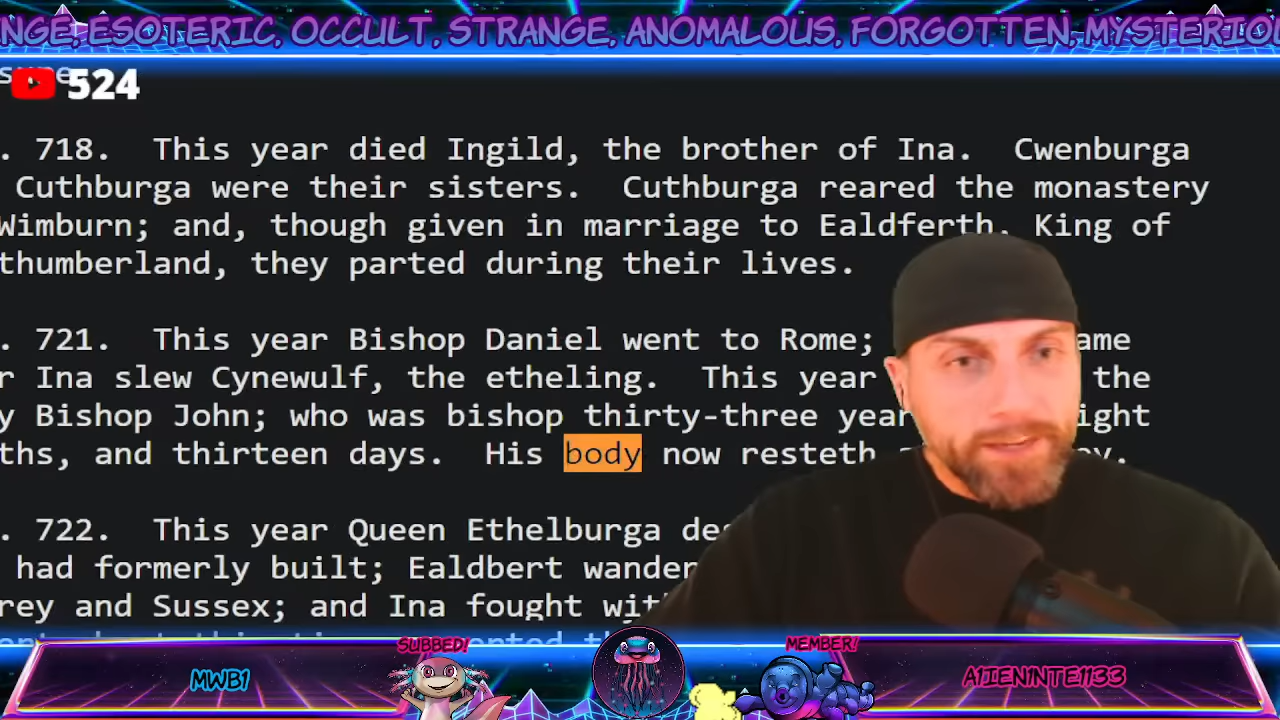 NGE, ESOTERIC, OCCULT, STRANGE, ANOMALOUS, FORGOTTEN, MYSTERIOU
524
. 718. This year died Ingild, the brother of Ina. Cwenburga
Cuthburga were their sisters. Cuthburga reared the monastery
Wimburn; and, though given in marriage to Ealdferth, King of
thumberland, they parted during their lives.
. 721. This year Bishop Daniel went to Rome; ame
r Ina slew Cynewulf, the etheling. This year the
y Bishop John; who was bishop thirty-three year ight
ths, and thirteen days. His body now resteth
. 722. This year Queen Ethelburga des
had formerly built; Ealdbert wander
rey and Sussex; and Ina fought wit
SUBBED!
MEMBER!
MWB1
A1IEN1NTE1133